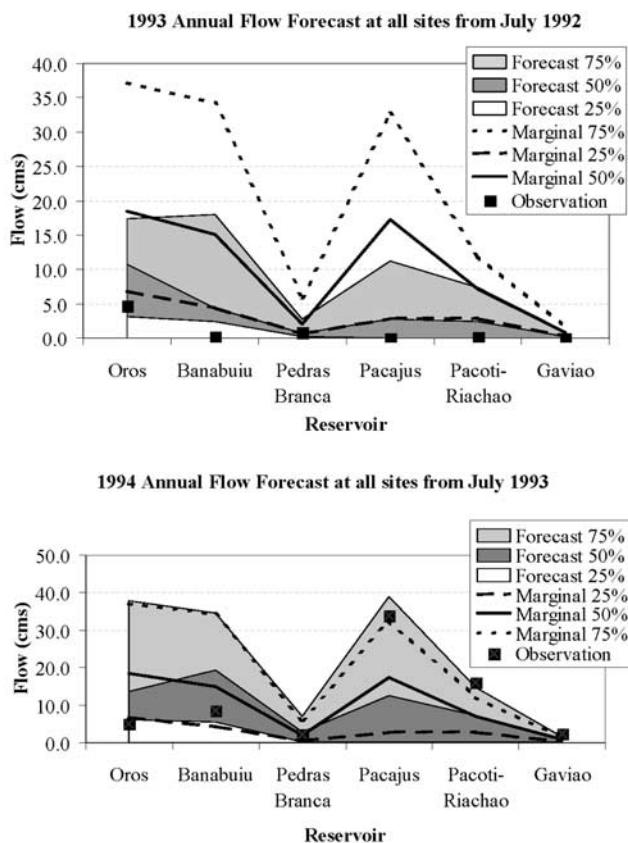 1993 Annual Flow Forecast at all sites from July 1992
Forecast 75%
Forecast 50%
Forecast 25%
Marginal 75%
Marginal 25%
Marginal 50%
Observation
Flow (cms)
40.0
35.0
30.0
25.0
20.0
15.0
10.0
5.0
0.0
Oros
Banabuiu
Pedras
Branca
Pacajus
Pacoti-
Riachao
Gaviao
Reservoir
1994 Annual Flow Forecast at all sites from July 1993
Forecast 75%
Forecast 50%
Forecast 25%
Marginal 25%
Marginal 50%
Marginal 75%
Observation
Flow (cms)
50.0
40.0
30.0
20.0
10.0
0.0
Oros
Banabuiu
Pedras
Branca
Pacajus
Pacoti-
Riachao
Gaviao
Reservoir